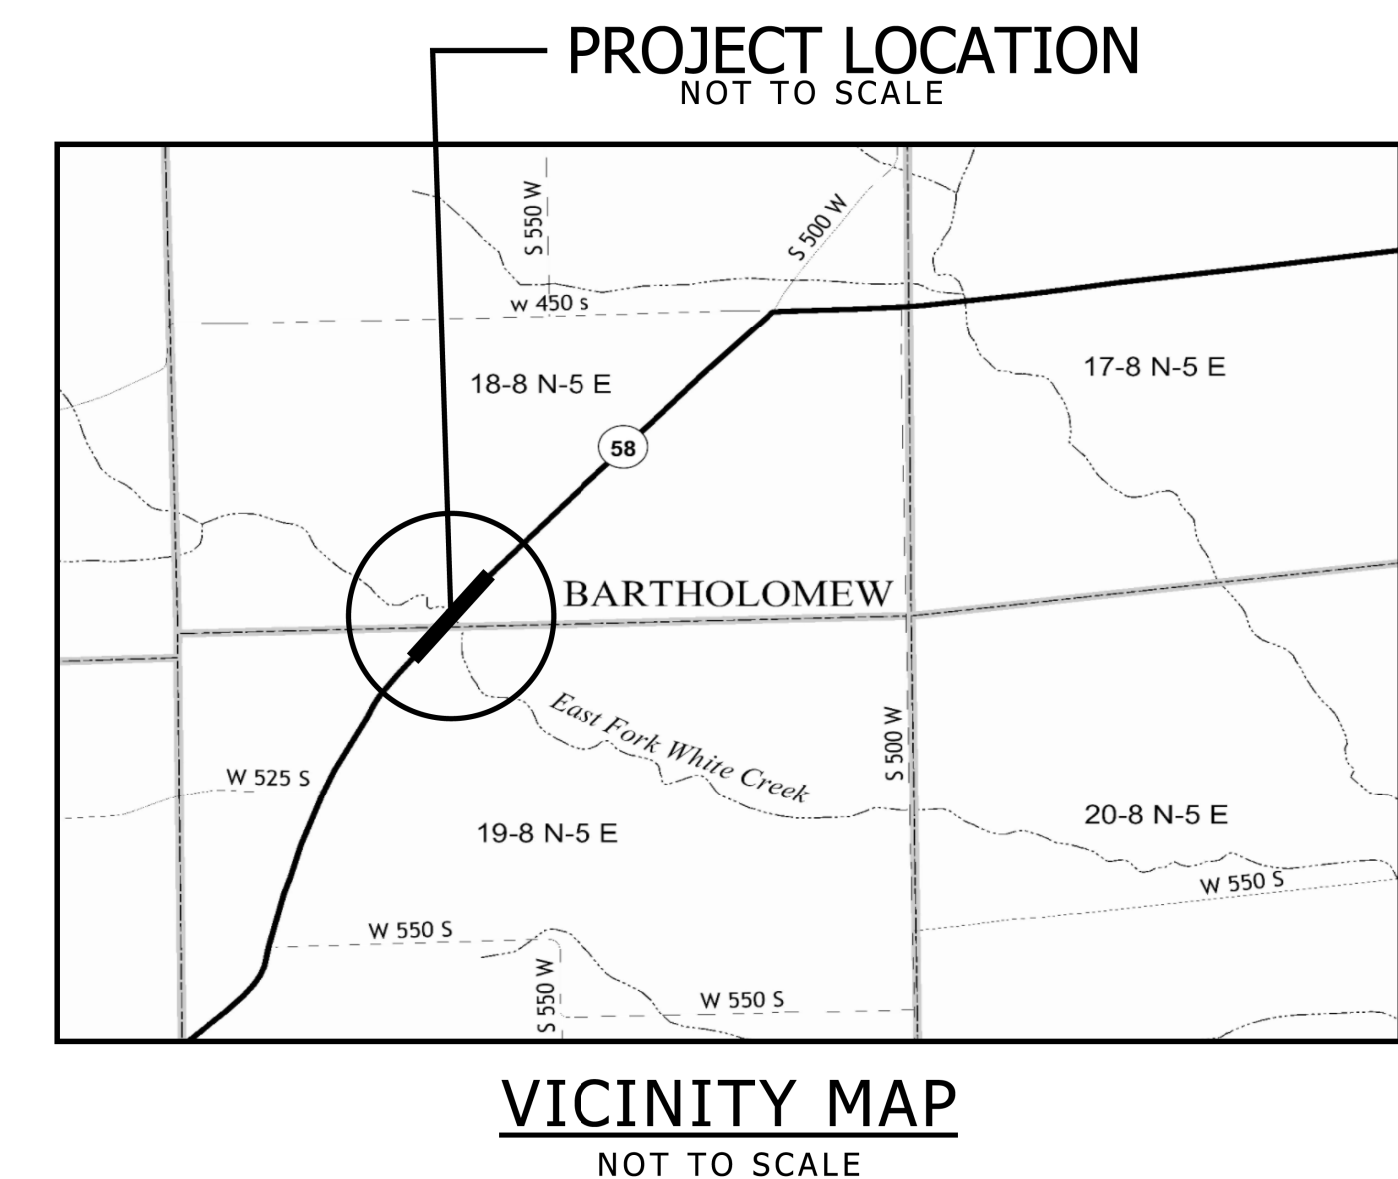 PROJECT LOCATION
NOT TO SCALE
S 550 W
S 500 W
W 450 S
18-8 N-5 E
17-8 N-5 E
58
BARTHOLOMEW
East Fork White Creek
S 500 W
W 525 S
19-8 N-5 E
20-8 N-5 E
W 550 S
W 550 S
S 550 W
W 550 S
VICINITY MAP
NOT TO SCALE